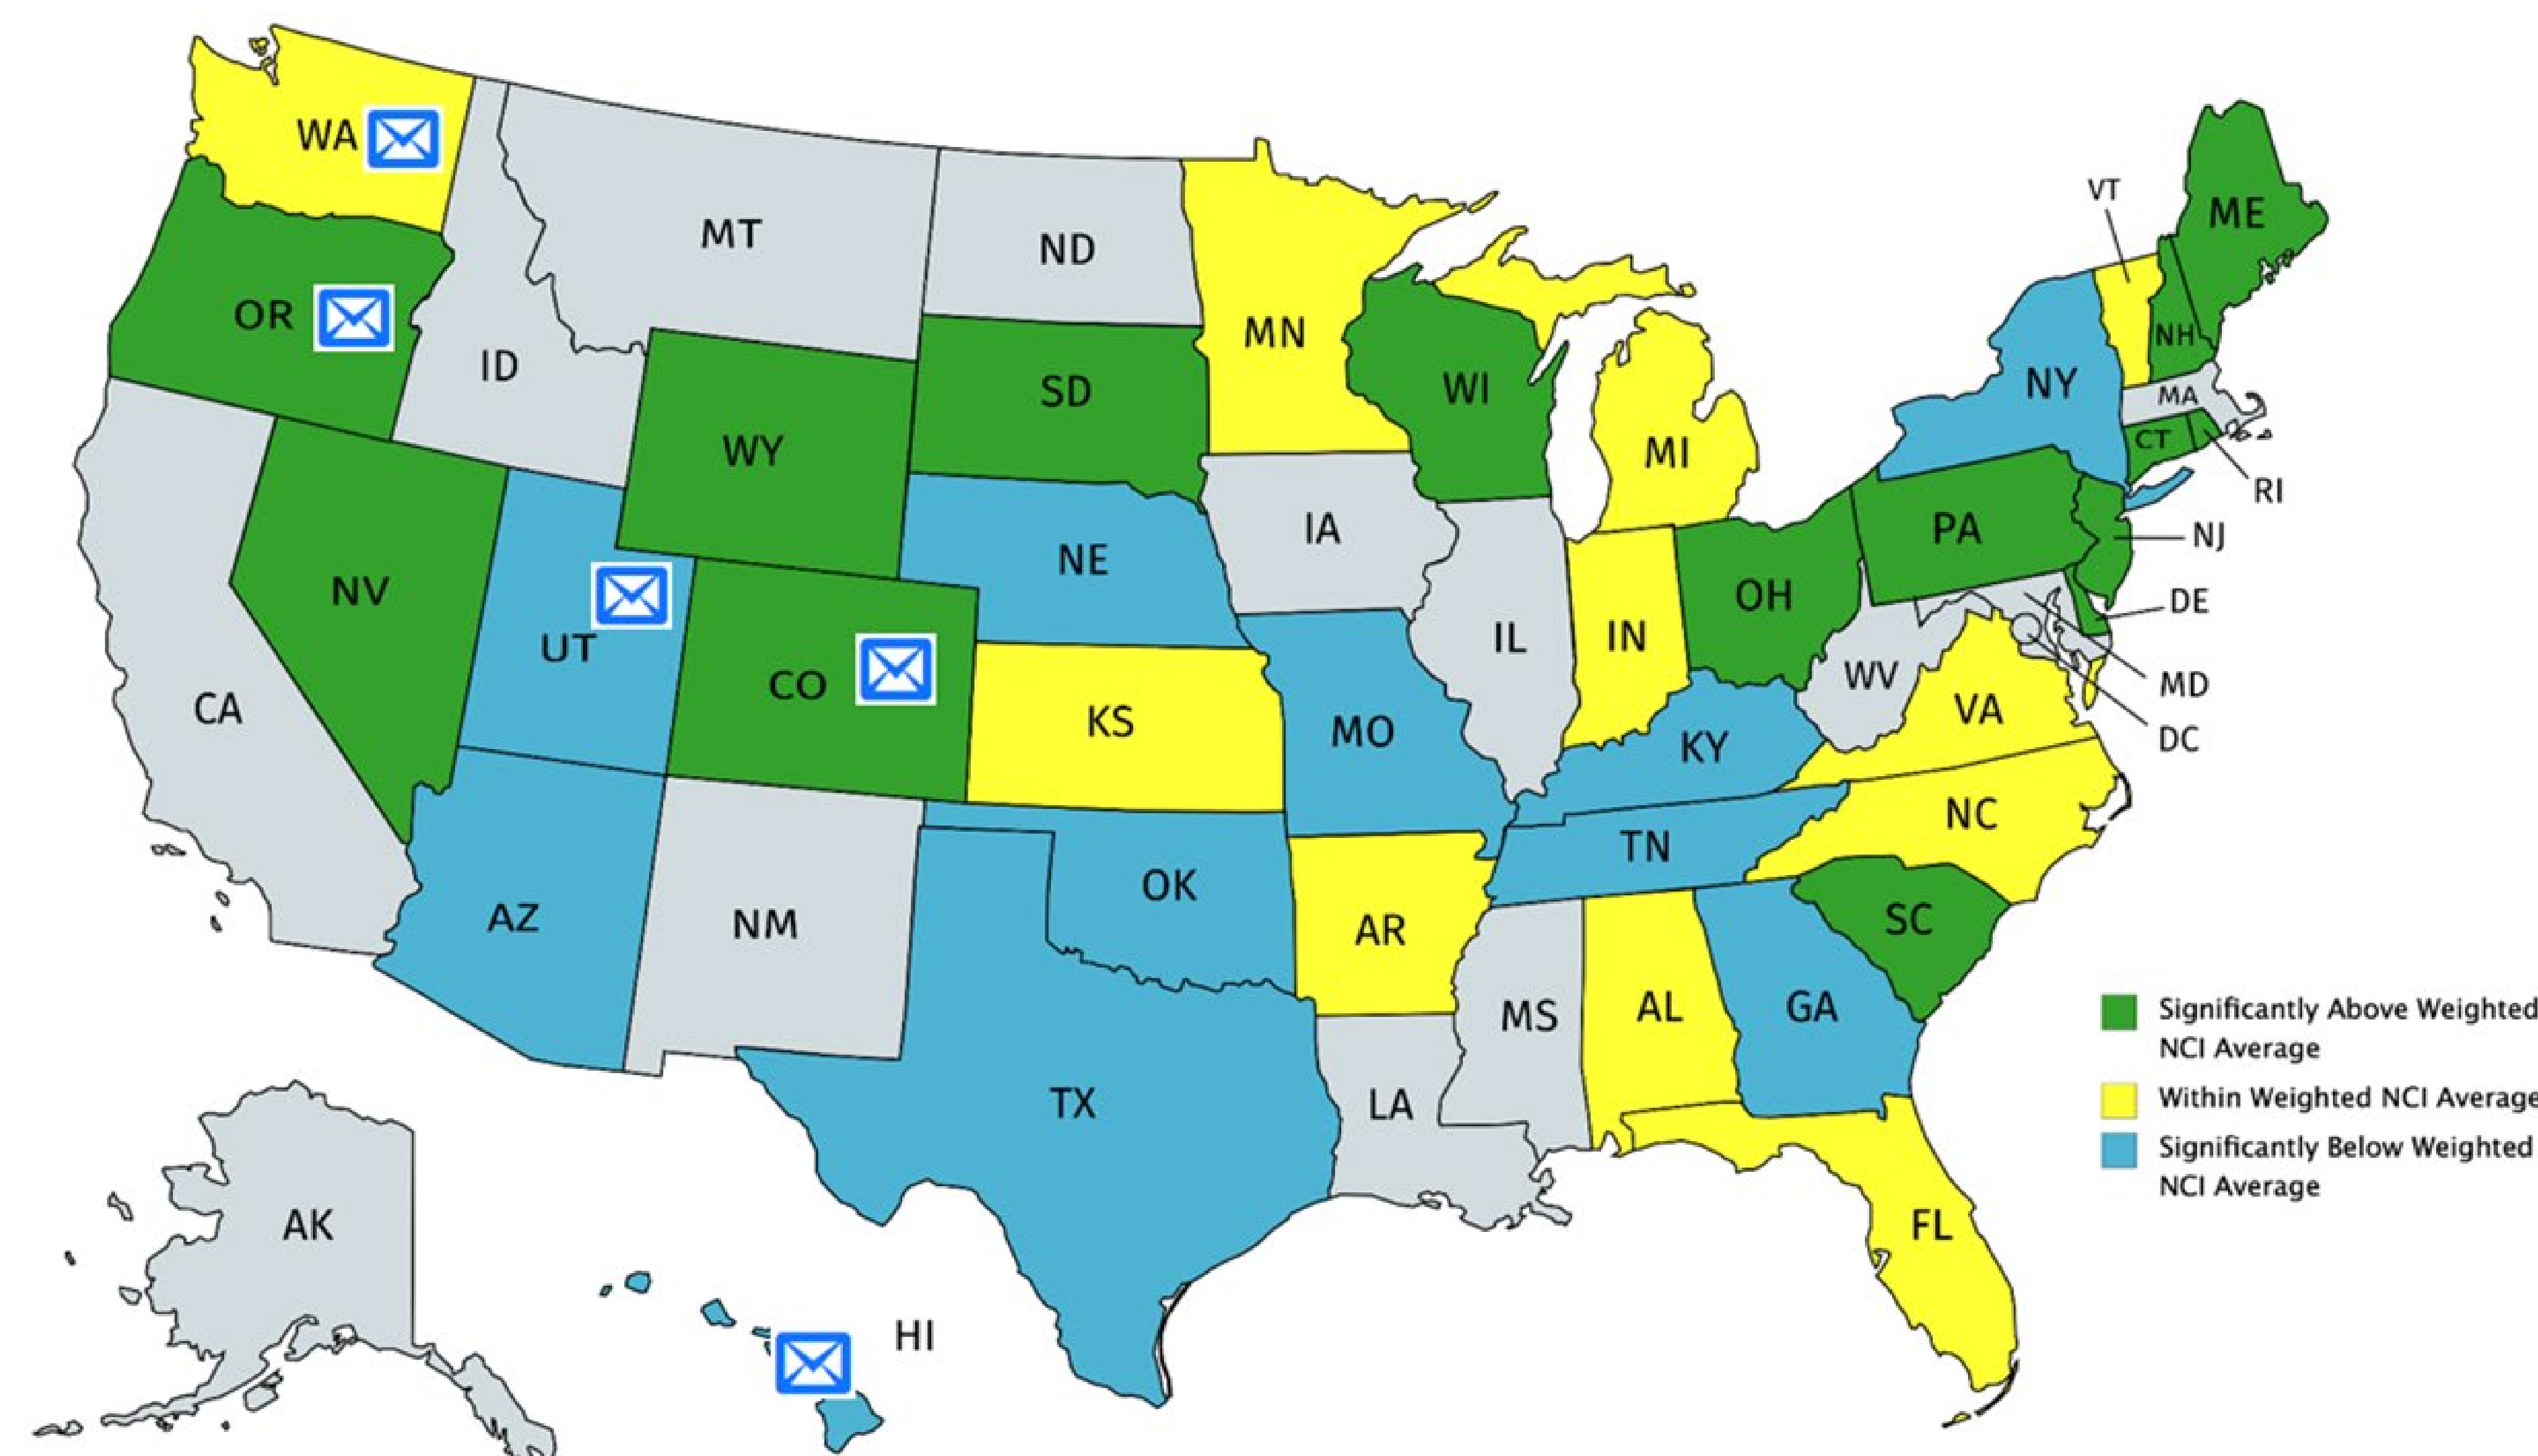 WA
MT
ND
VT
ME
OR
MN
NH
ID
SD
WI
NY
MA
WY
MI
CT
RI
IA
PA
NJ
NE
NV
OH
DE
UT
IL
IN
CO
WV
MD
CA
KS
MO
VA
KY
DC
NC
TN
OK
AZ
NM
AR
SC
MS
AL
GA
Significantly Above Weighted
NCI Average
TX
LA
Within Weighted NCI Average
Significantly Below Weighted
NCI Average
AK
FL
HI